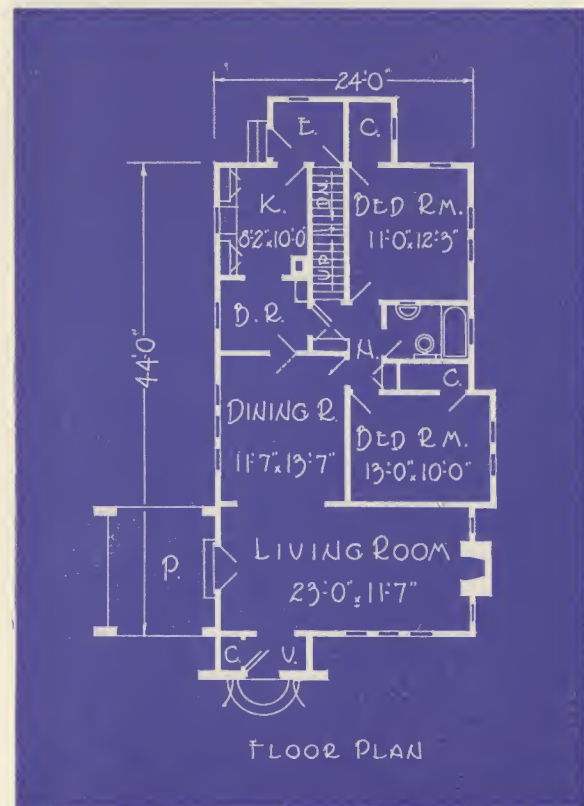 24'0"
E.
C.
K.
8'2"x10'0"
UP
BED RM.
11'0"x12'3"
B.R.
H.
C.
44'0"
DINING R.
11'7"x13'7"
BED RM.
13'0"x10'0"
P.
LIVING ROOM
23'0"x11'7"
C.
V.
FLOOR PLAN